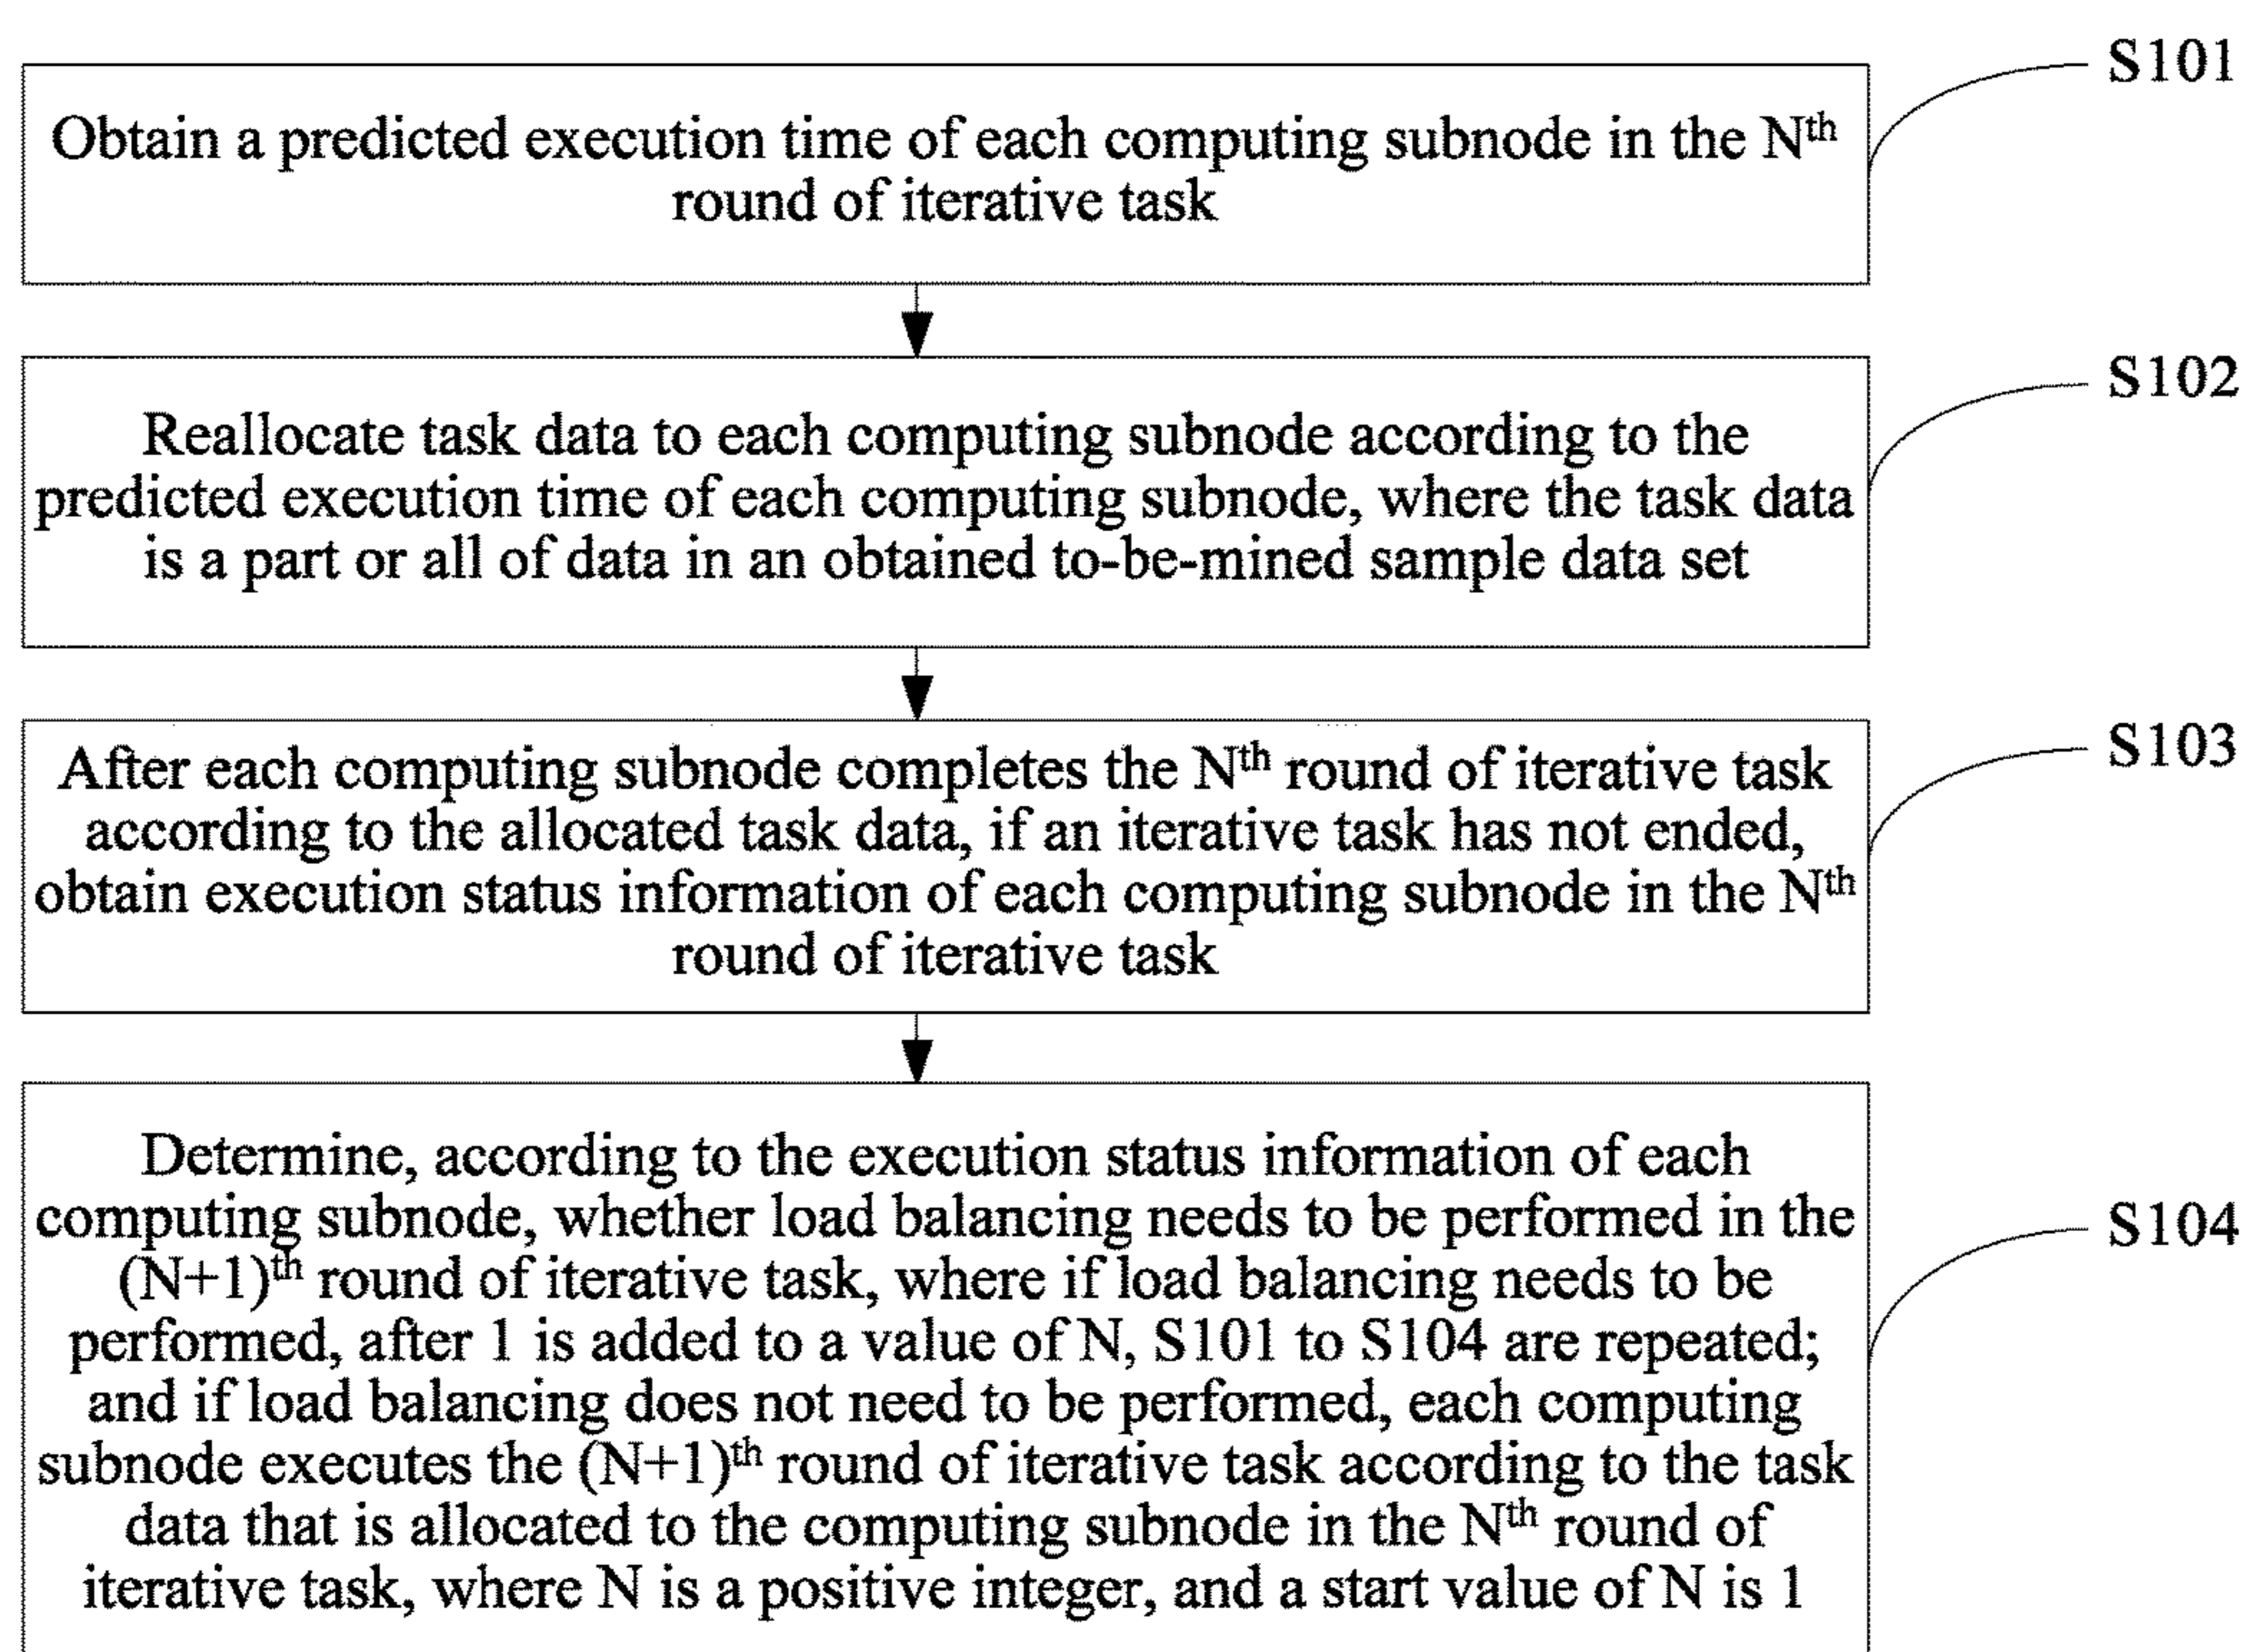 S101
Obtain a predicted execution time of each computing subnode in the Nth
round of iterative task
S102
Reallocate task data to each computing subnode according to the
predicted execution time of each computing subnode, where the task data
is a part or all of data in an obtained to-be-mined sample data set
S103
After each computing subnode completes the Nth round of iterative task
according to the allocated task data, if an iterative task has not ended,
obtain execution status information of each computing subnode in the Nth
round of iterative task
Determine, according to the execution status information of each
computing subnode, whether load balancing needs to be performed in the
S104
(N+1)th round of iterative task, where if load balancing needs to be
performed, after 1 is added to a value of N, S101 to S104 are repeated;
and if load balancing does not need to be performed, each computing
subnode executes the (N+1)th round of iterative task according to the task
data that is allocated to the computing subnode in the Nth round of
iterative task, where N is a positive integer, and a start value of N is 1